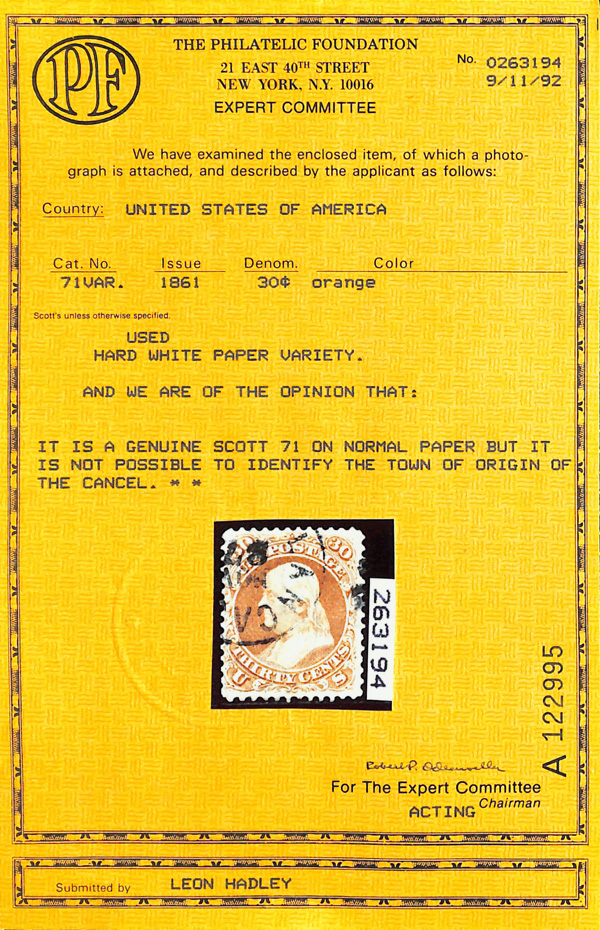 PF
THE PHILATELIC FOUNDATION
21 EAST 40TH STREET
NEW YORK, N.Y. 10016
EXPERT COMMITTEE
No. 0263194
9/11/92
We have examined the enclosed item, of which a photo-
graph is attached, and described by the applicant as follows:
Country: UNITED STATES OF AMERICA
Cat. No. Issue Denom. Color
71VAR. 1861 30¢ orange
Scott's unless otherwise specified.
USED
HARD WHITE PAPER VARIETY.
AND WE ARE OF THE OPINION THAT:
IT IS A GENUINE SCOTT 71 ON NORMAL PAPER BUT IT
IS NOT POSSIBLE TO IDENTIFY THE TOWN OF ORIGIN OF
THE CANCEL. * *
30
POSTAGE
THIRTY CENTS
U S
263194
A 122995
Robert P. Odenweller
For The Expert Committee
ACTING Chairman
Submitted by LEON HADLEY